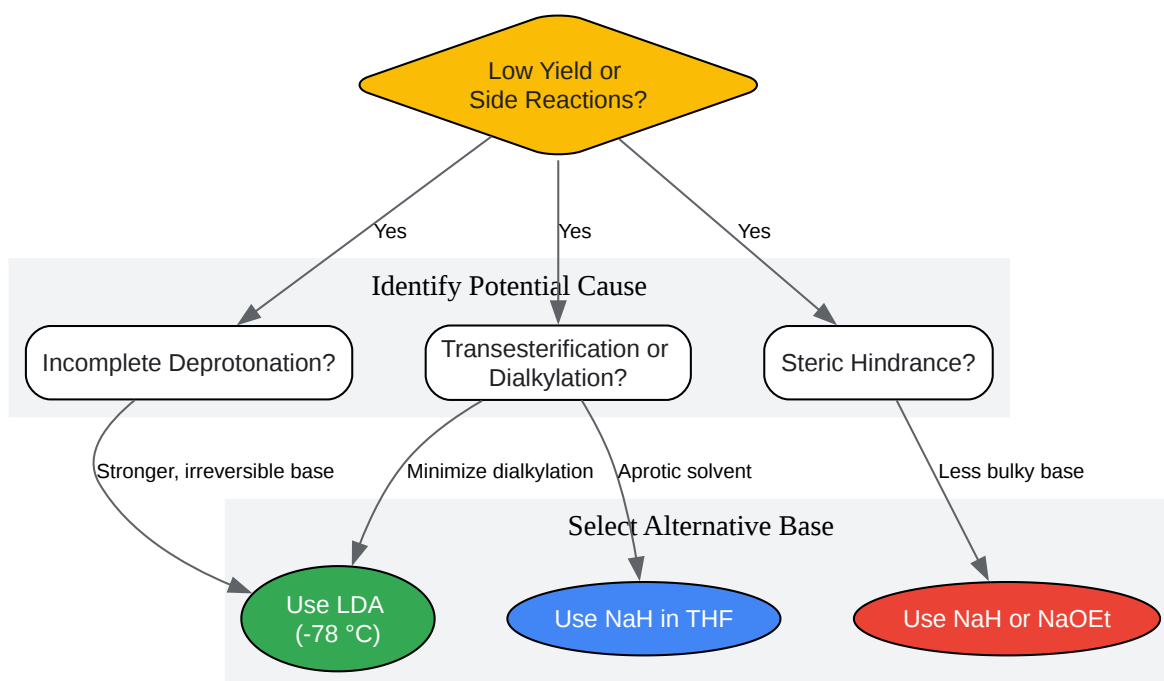 Low Yield or
Side Reactions?
Yes
Yes
Yes
Identify Potential Cause
Incomplete Deprotonation?
Transesterification or
Dialkylation?
Steric Hindrance?
Stronger, irreversible base
Minimize dialkylation
Aprotic solvent
Less bulky base
Select Alternative Base
Use LDA
(-78 °C)
Use NaH in THF
Use NaH or NaOEt